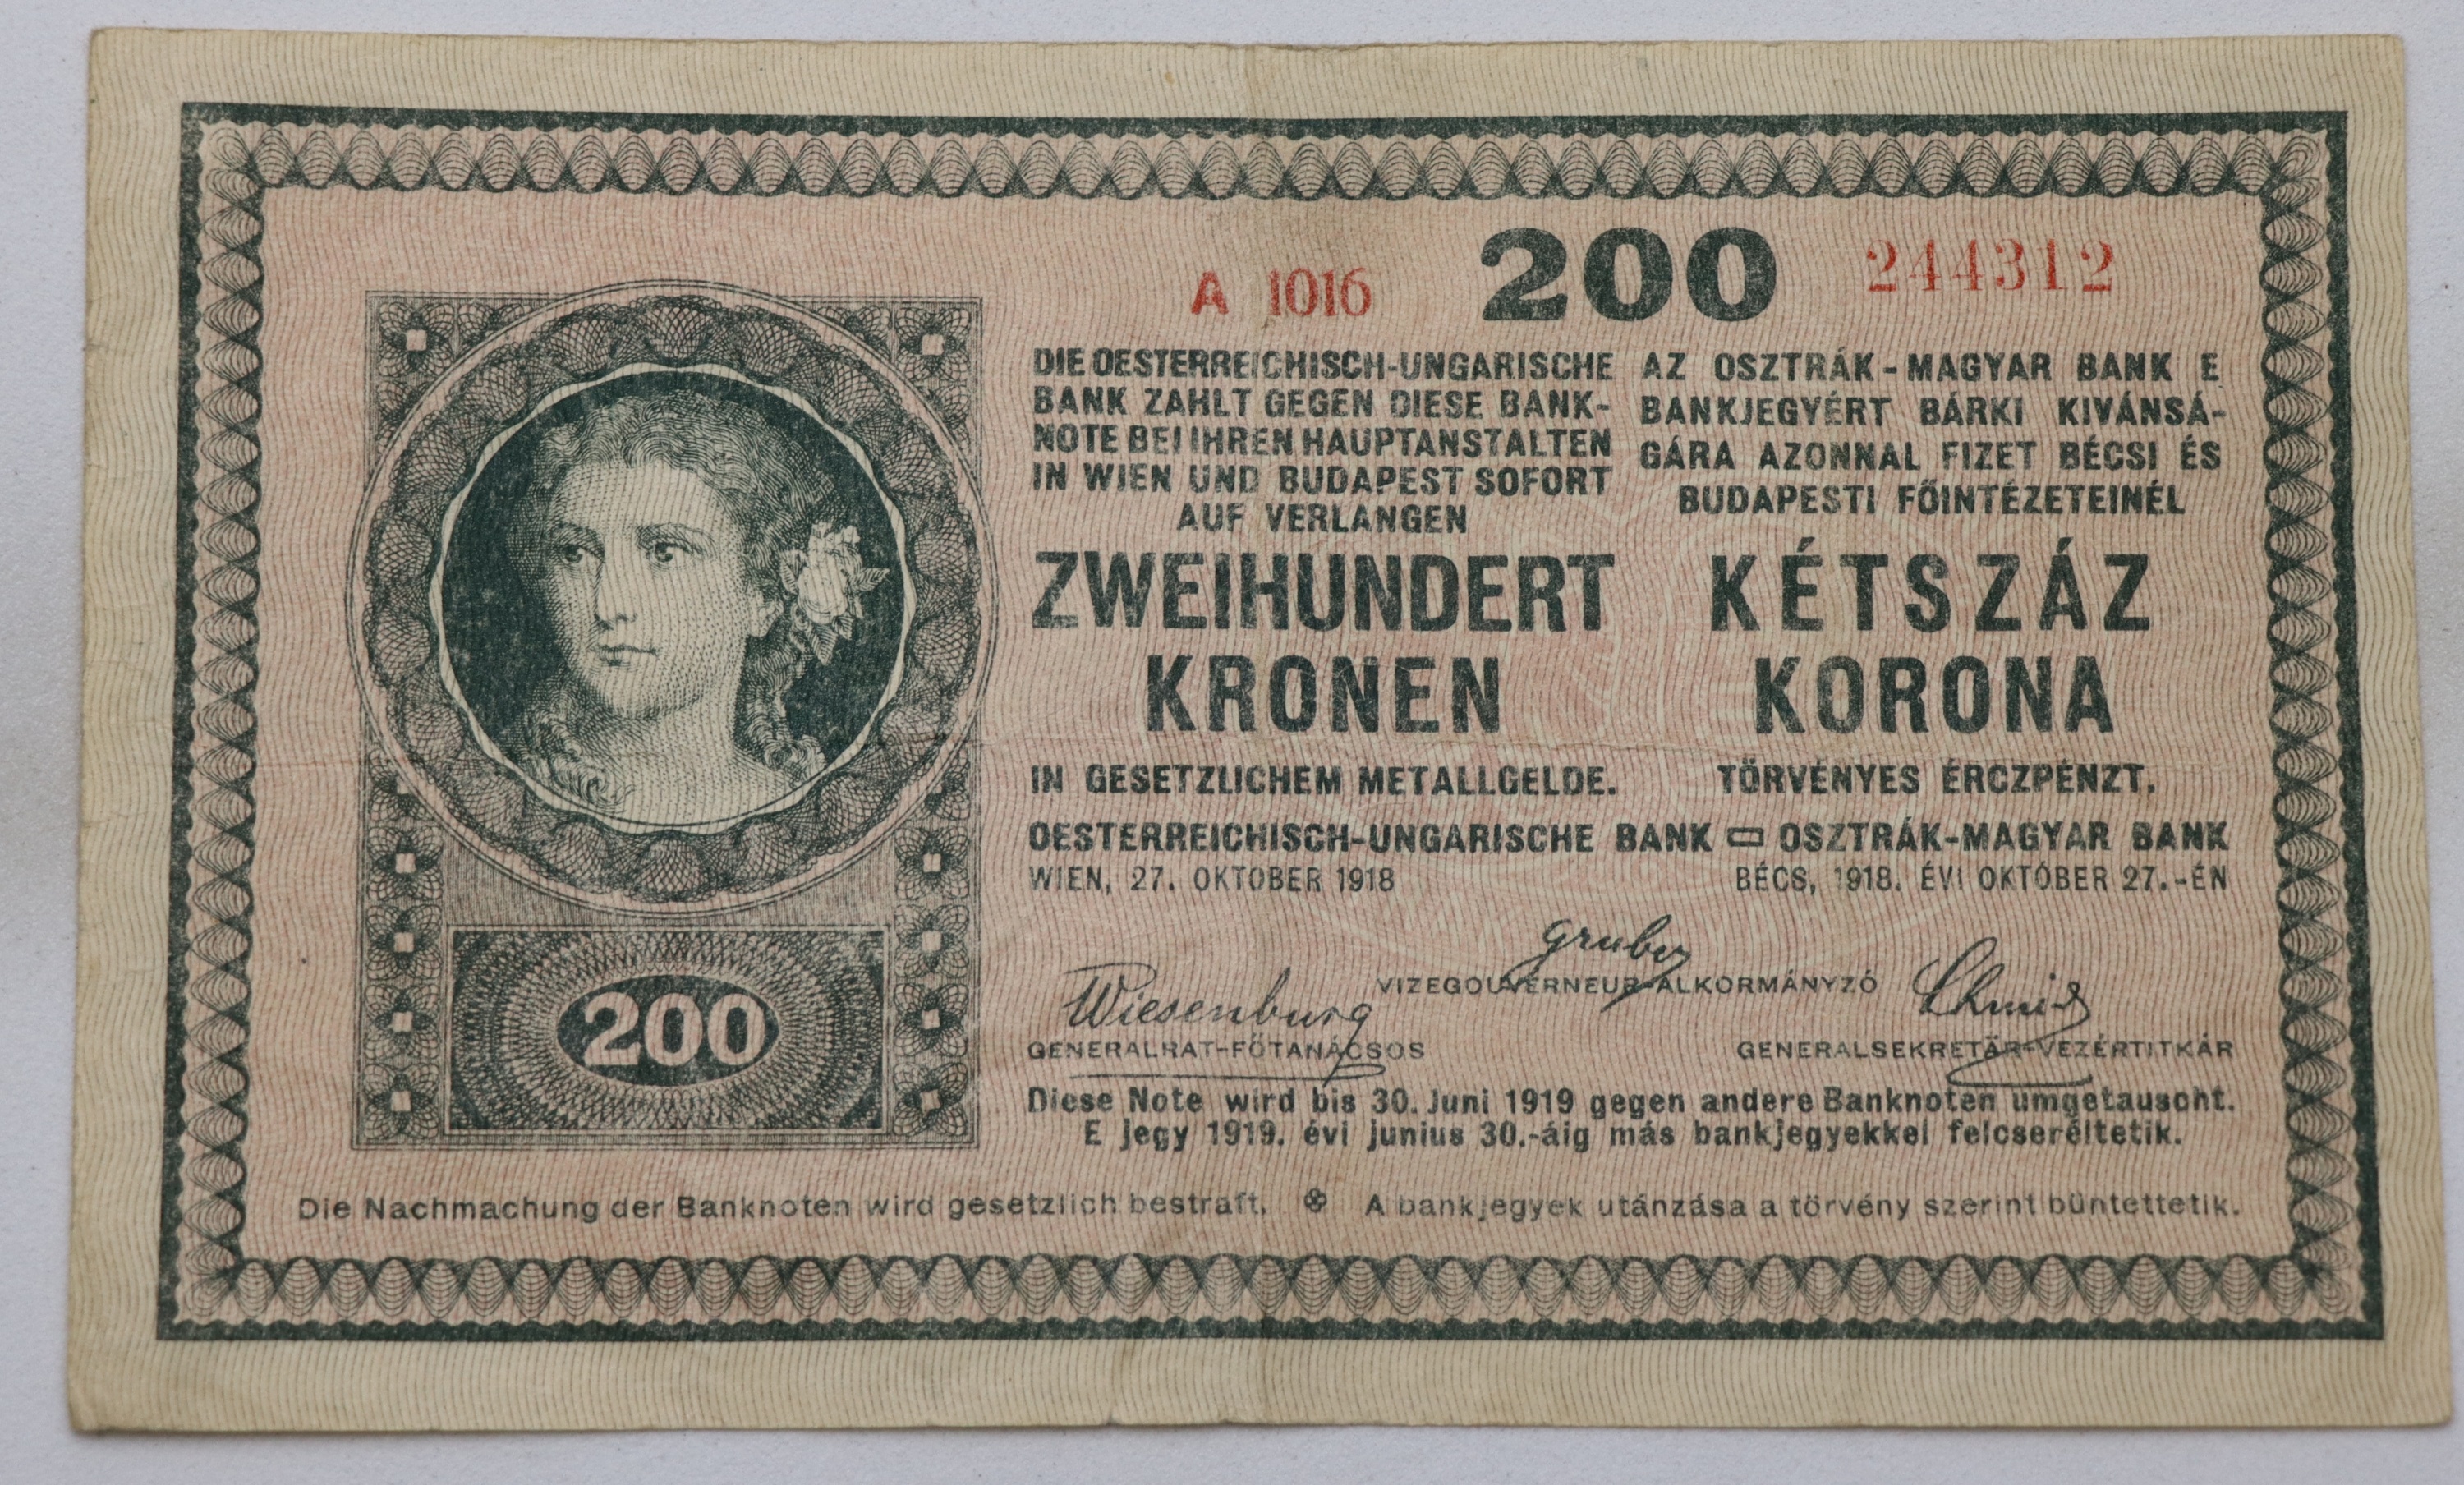 A 1016 200 244312
DIE OESTERREICHISCH-UNGARISCHE
BANK ZAHLT GEGEN DIESE BANK-
NOTE BEI IHREN HAUPTANSTALTEN
IN WIEN UND BUDAPEST SOFORT
AUF VERLANGEN
ZWEIHUNDERT
KRONEN
IN GESETZLICHEM METALLGELDE.
AZ OSZTRÁK-MAGYAR BANK E
BANKJEGYÉRT BÁRKI KIVÁNSÁ-
GÁRA AZONNAL FIZET BÉCSI ÉS
BUDAPESTI FŐINTÉZETEINÉL
KÉTSZÁZ
KORONA
TÖRVÉNYES ÉRCZPÉNZT.
OESTERREICHISCH-UNGARISCHE BANK OSZTRÁK-MAGYAR BANK
WIEN, 27. OKTOBER 1918 BÉCS, 1918. ÉVI OKTÓBER 27.-ÉN
Gruber
VIZEGOUVERNEUR-ALKORMÁNYZÓ
Wiesenburg
GENERALRAT-FŐTANÁCSOS
Schmid
GENERALSEKRETÄR-VEZÉRTITKÁR
200
Diese Note wird bis 30. Juni 1919 gegen andere Banknoten umgetauscht.
E jegy 1919. évi junius 30.-áig más bankjegyekkel felcseréltetik.
Die Nachmachung der Banknoten wird gesetzlich bestraft. A bankjegyek utánzása a törvény szerint büntettetik.